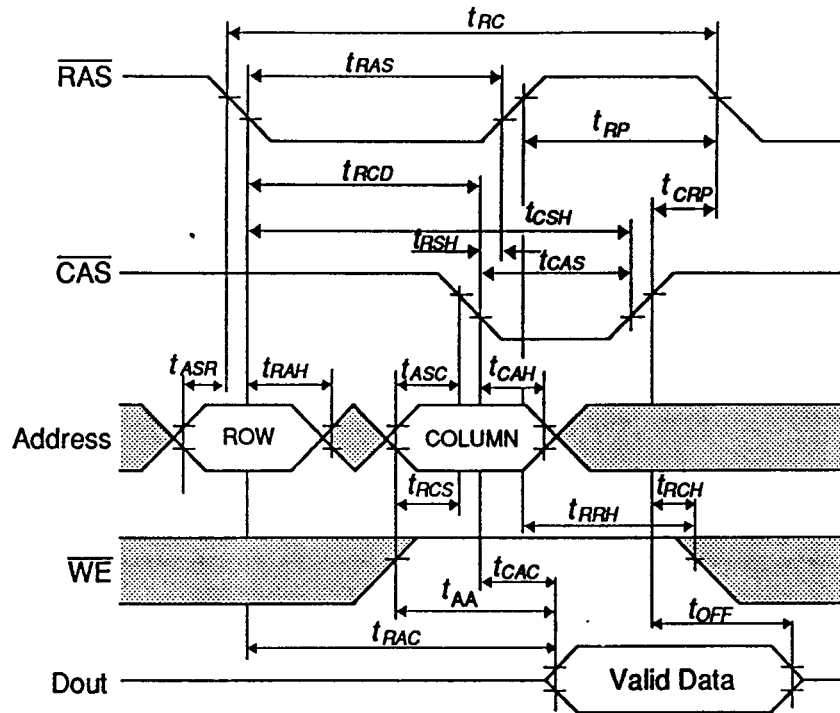 tRC
RAS
tRAS
tRP
tRCD
tCRP
tCSH
tRSH
tCAS
CAS
tASR
tRAH
tASC
tCAH
Address
ROW
COLUMN
tRCS
tRCH
tRRH
WE
tCAC
tAA
tOFF
tRAC
Dout
Valid Data